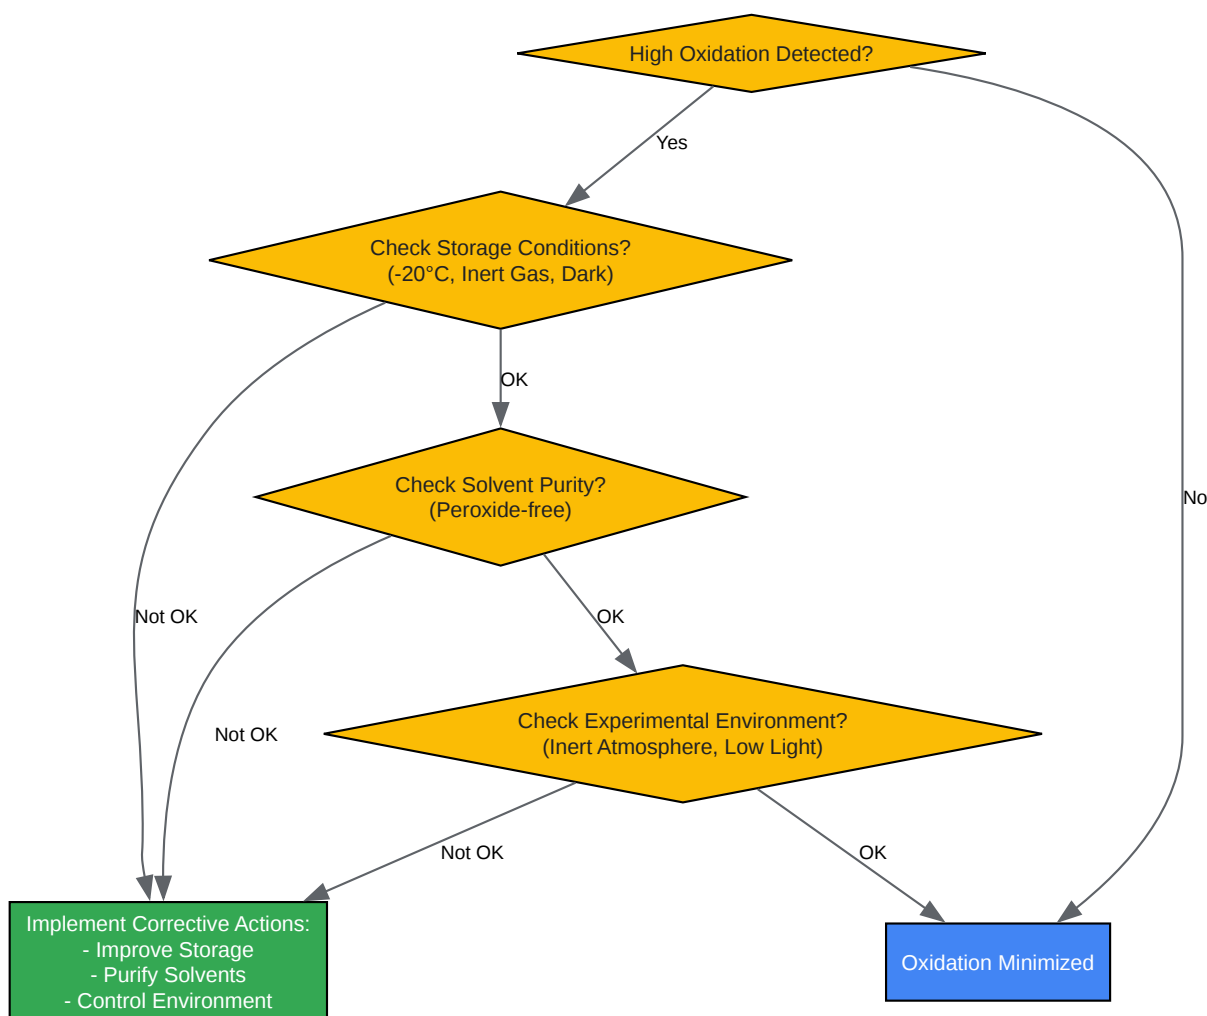 High Oxidation Detected?
Yes
Check Storage Conditions?
(-20°C, Inert Gas, Dark)
OK
Check Solvent Purity?
(Peroxide-free)
No
Not OK
OK
Not OK
Check Experimental Environment?
(Inert Atmosphere, Low Light)
Not OK
OK
Implement Corrective Actions:
- Improve Storage
- Purify Solvents
- Control Environment
Oxidation Minimized